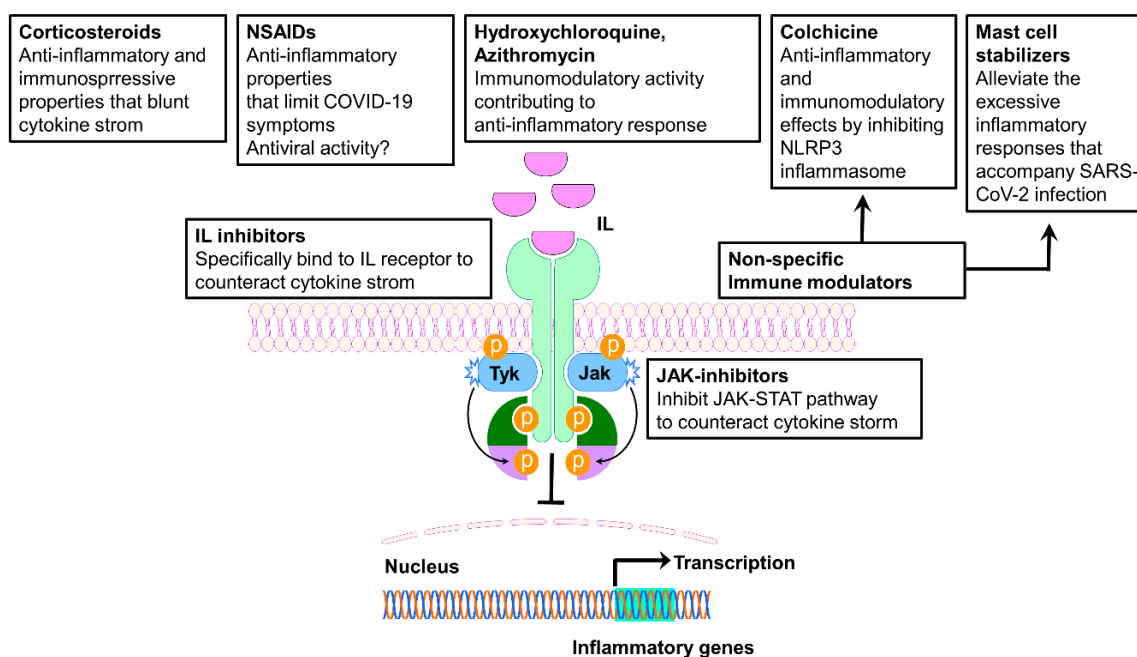 Corticosteroids
Anti-inflammatory and
immunosprressive
properties that blunt
cytokine strom
NSAIDs
Anti-inflammatory
properties
that limit COVID-19
symptoms
Antiviral activity?
Hydroxychloroquine,
Azithromycin
Immunomodulatory activity
contributing to
anti-inflammatory response
Colchicine
Anti-inflammatory
and
immunomodulatory
effects by inhibiting
NLRP3
inflammasome
Mast cell
stabilizers
Alleviate the
excessive
inflammatory
responses that
accompany SARS-
CoV-2 infection
IL
IL inhibitors
Specifically bind to IL receptor to
counteract cytokine strom
Non-specific
Immune modulators
p
p
Tyk
Jak
JAK-inhibitors
Inhibit JAK-STAT pathway
to counteract cytokine storm
p
p
p
p
Nucleus
Transcription
Inflammatory genes